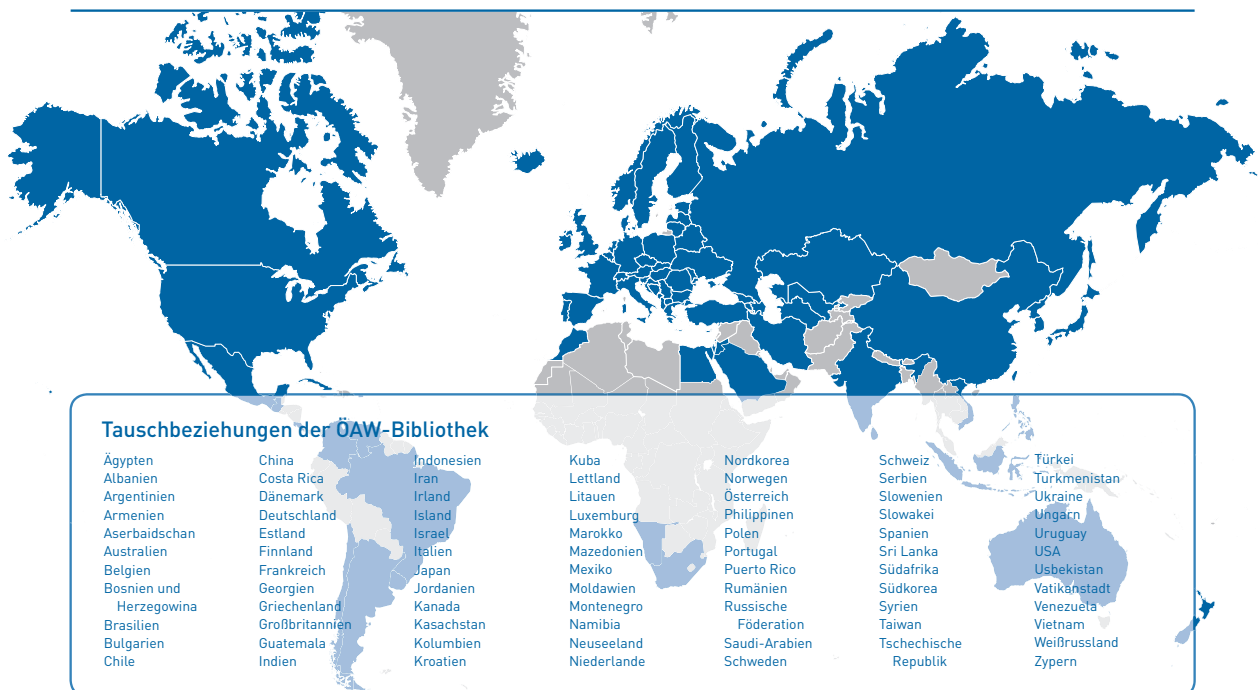 Tauschbeziehungen der ÖAW-Bibliothek
Ägypten
Albanien
Argentinien
Armenien
Aserbaidschan
Australien
Belgien
Bosnien und
Herzegowina
Brasilien
Bulgarien
Chile
China
Costa Rica
Dänemark
Deutschland
Estland
Finnland
Frankreich
Georgien
Griechenland
Großbritannien
Guatemala
Indien
Indonesien
Iran
Irland
Island
Israel
Italien
Japan
Jordanien
Kanada
Kasachstan
Kolumbien
Kroatien
Kuba
Lettland
Litauen
Luxemburg
Marokko
Mazedonien
Mexiko
Moldawien
Montenegro
Namibia
Neuseeland
Niederlande
Nordkorea
Norwegen
Österreich
Philippinen
Polen
Portugal
Puerto Rico
Rumänien
Russische
Föderation
Saudi-Arabien
Schweden
Schweiz
Serbien
Slowenien
Slowakei
Spanien
Sri Lanka
Südafrika
Südkorea
Syrien
Taiwan
Tschechische
Republik
Türkei
Turkmenistan
Ukraine
Ungarn
Uruguay
USA
Usbekistan
Vatikanstadt
Venezuela
Vietnam
Weißrussland
Zypern